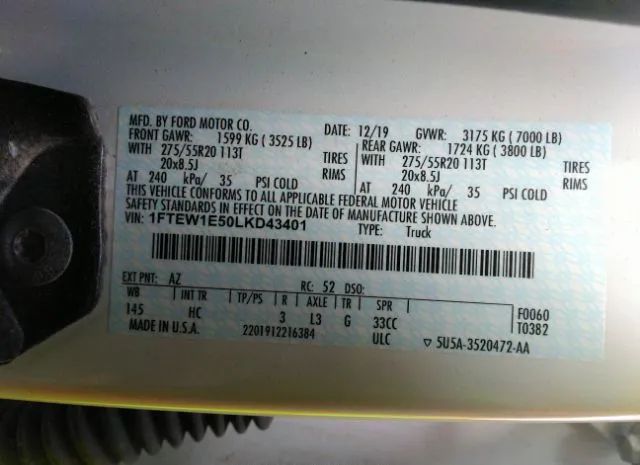 MFD. BY FORD MOTOR CO. DATE: 12/19 GVWR: 3175 KG ( 7000 LB)
FRONT GAWR: 1599 KG ( 3525 LB) REAR GAWR: 1724 KG ( 3800 LB)
WITH 275/55R20 113T TIRES WITH 275/55R20 113T TIRES
20x8.5J RIMS 20x8.5J RIMS
AT 240 kPa/ 35 PSI COLD AT 240 kPa/ 35 PSI COLD
THIS VEHICLE CONFORMS TO ALL APPLICABLE FEDERAL MOTOR VEHICLE
SAFETY STANDARDS IN EFFECT ON THE DATE OF MANUFACTURE SHOWN ABOVE.
VIN: 1FTEW1E50LKD43401 TYPE: Truck
EXT PNT: AZ RC: 52 DSO:
WB INT TR TP/PS R AXLE TR SPR F0060
145 HC 3 L3 G 33CC T0382
MADE IN U.S.A. 2201912216384 ULC ▽ 5U5A-3520472-AA